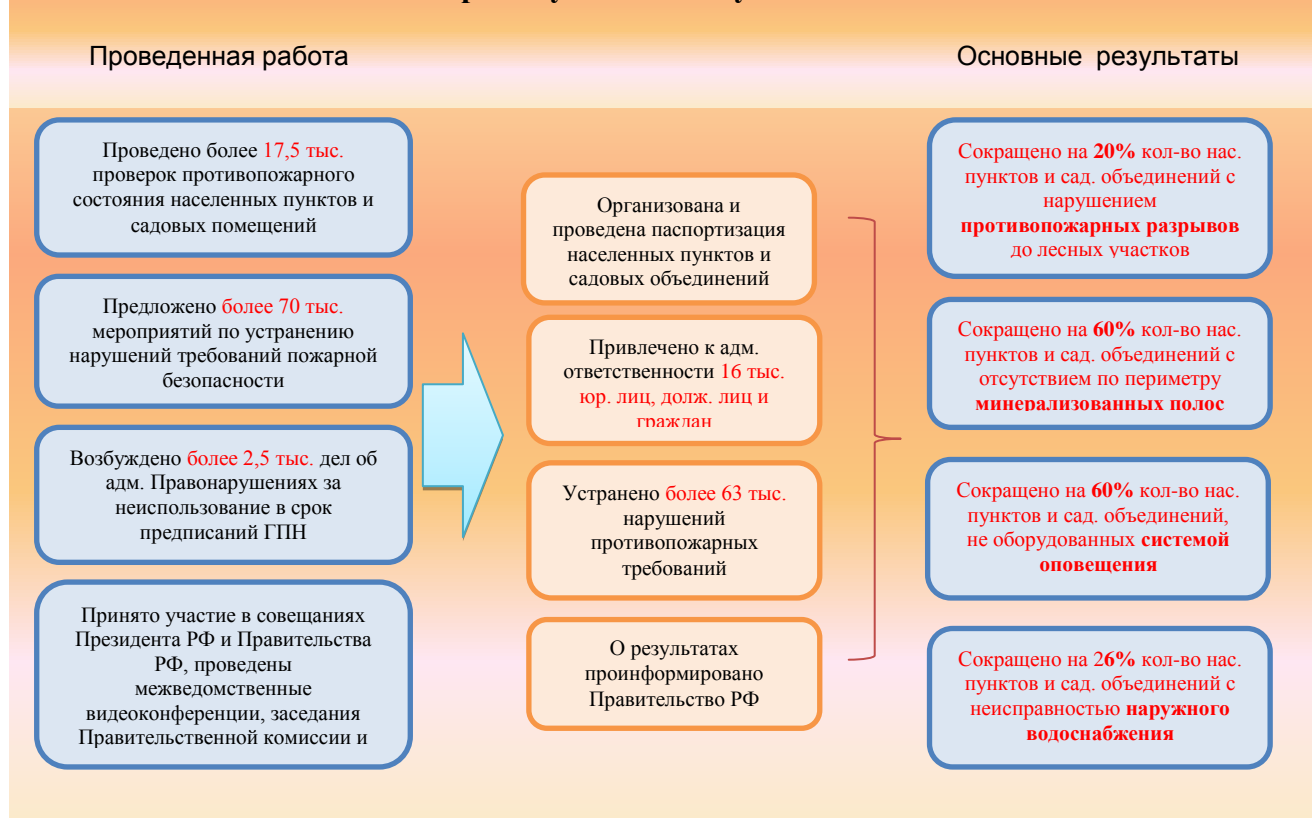 Проведенная работа
Основные результаты
Проведено более 17,5 тыс.
проверок противопожарного
состояния населенных пунктов и
садовых помещений
Предложено более 70 тыс.
мероприятий по устранению
нарушений требований пожарной
безопасности
Возбуждено более 2,5 тыс. дел об
адм. Правонарушениях за
неиспользование в срок
предписаний ГПН
Принято участие в совещаниях
Президента РФ и Правительства
РФ, проведены
межведомственные
видеоконференции, заседания
Правительственной комиссии и
Организована и
проведена паспортизация
населенных пунктов и
садовых объединений
Привлечено к адм.
ответственности 16 тыс.
юр. лиц, долж. лиц и
граждан
Устранено более 63 тыс.
нарушений
противопожарных
требований
О результатах
проинформировано
Правительство РФ
Сокращено на 20% кол-во нас.
пунктов и сад. объединений с
нарушением
противопожарных разрывов
до лесных участков
Сокращено на 60% кол-во нас.
пунктов и сад. объединений с
отсутствием по периметру
минерализованных полос
Сокращено на 60% кол-во нас.
пунктов и сад. объединений,
не оборудованных системой
оповещения
Сокращено на 26% кол-во нас.
пунктов и сад. объединений с
неисправностью наружного
водоснабжения